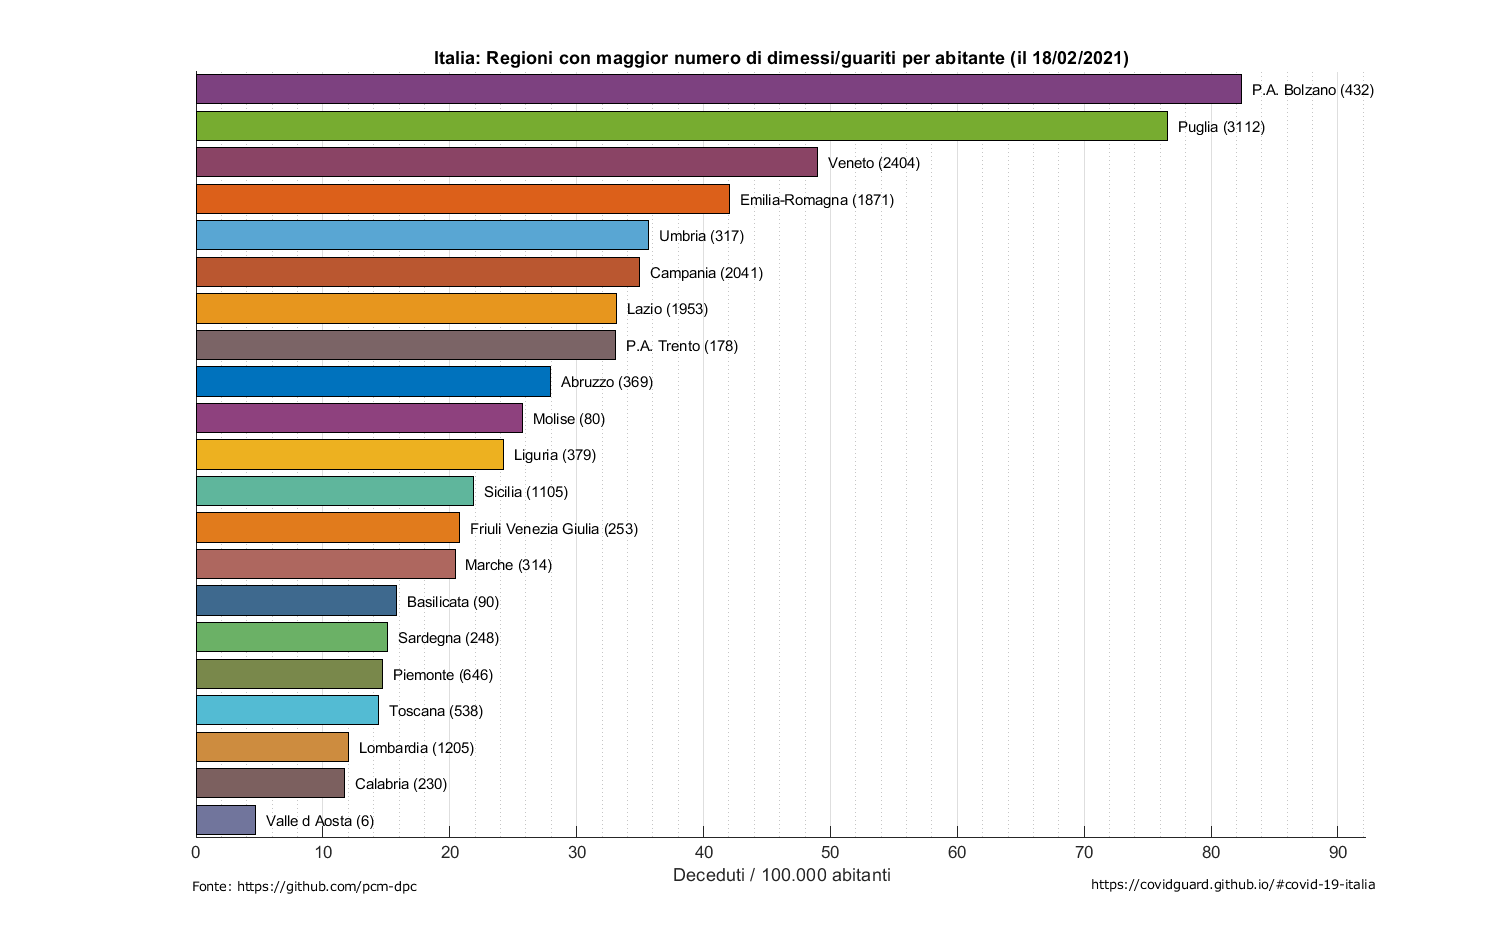 Italia: Regioni con maggior numero di dimessi/guariti per abitante (il 18/02/2021)
P.A. Bolzano (432)
Puglia (3112)
Veneto (2404)
Emilia-Romagna (1871)
Umbria (317)
Campania (2041)
Lazio (1953)
P.A. Trento (178)
Abruzzo (369)
Molise (80)
Liguria (379)
Sicilia (1105)
Friuli Venezia Giulia (253)
Marche (314)
Basilicata (90)
Sardegna (248)
Piemonte (646)
Toscana (538)
Lombardia (1205)
Calabria (230)
Valle d Aosta (6)
0 10 20 30 40 50 60 70 80 90
Deceduti / 100.000 abitanti
Fonte: https://github.com/pcm-dpc
https://covidguard.github.io/#covid-19-italia